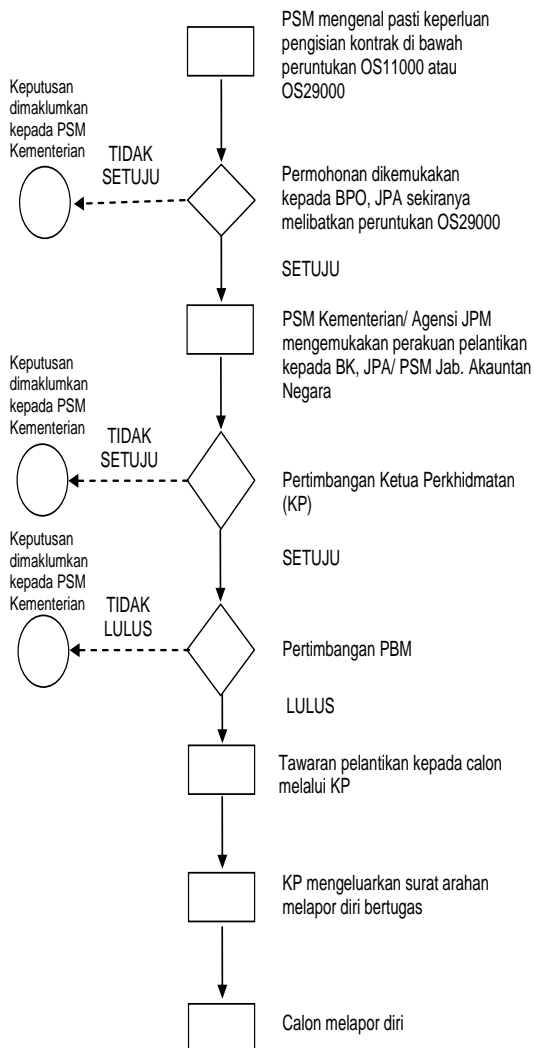 PSM mengenal pasti keperluan
pengisian kontrak di bawah
peruntukan OS11000 atau
OS29000
Keputusan
dimaklumkan
kepada PSM
Kementerian
TIDAK
SETUJU
Permohonan dikemukakan
kepada BPO, JPA sekiranya
melibatkan peruntukan OS29000
SETUJU
PSM Kementerian/ Agensi JPM
mengemukakan perakuan pelantikan
kepada BK, JPA/ PSM Jab. Akauntan
Negara
Keputusan
dimaklumkan
kepada PSM
Kementerian
TIDAK
SETUJU
Pertimbangan Ketua Perkhidmatan
(KP)
SETUJU
Keputusan
dimaklumkan
kepada PSM
Kementerian
TIDAK
LULUS
Pertimbangan PBM
LULUS
Tawaran pelantikan kepada calon
melalui KP
KP mengeluarkan surat arahan
melapor diri bertugas
Calon melapor diri